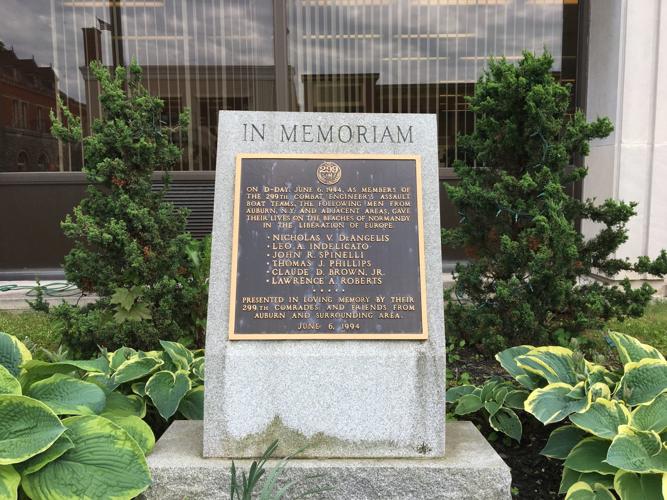 IN MEMORIAM
299
ON D-DAY, JUNE 6, 1944, AS MEMBERS OF
THE 299TH COMBAT ENGINEER'S ASSAULT
BOAT TEAMS, THE FOLLOWING MEN FROM
AUBURN, N.Y. AND ADJACENT AREAS, GAVE
THEIR LIVES ON THE BEACHES OF NORMANDY
IN THE LIBERATION OF EUROPE.
• NICHOLAS V. DEANGELIS
• LEO A. INDELICATO
• JOHN R. SPINELLI
• THOMAS J. PHILLIPS
• CLAUDE D. BROWN, JR.
• LAWRENCE A. ROBERTS
• • • • •
PRESENTED IN LOVING MEMORY BY THEIR
299TH COMRADES AND FRIENDS FROM
AUBURN AND SURROUNDING AREA.
JUNE 6, 1994